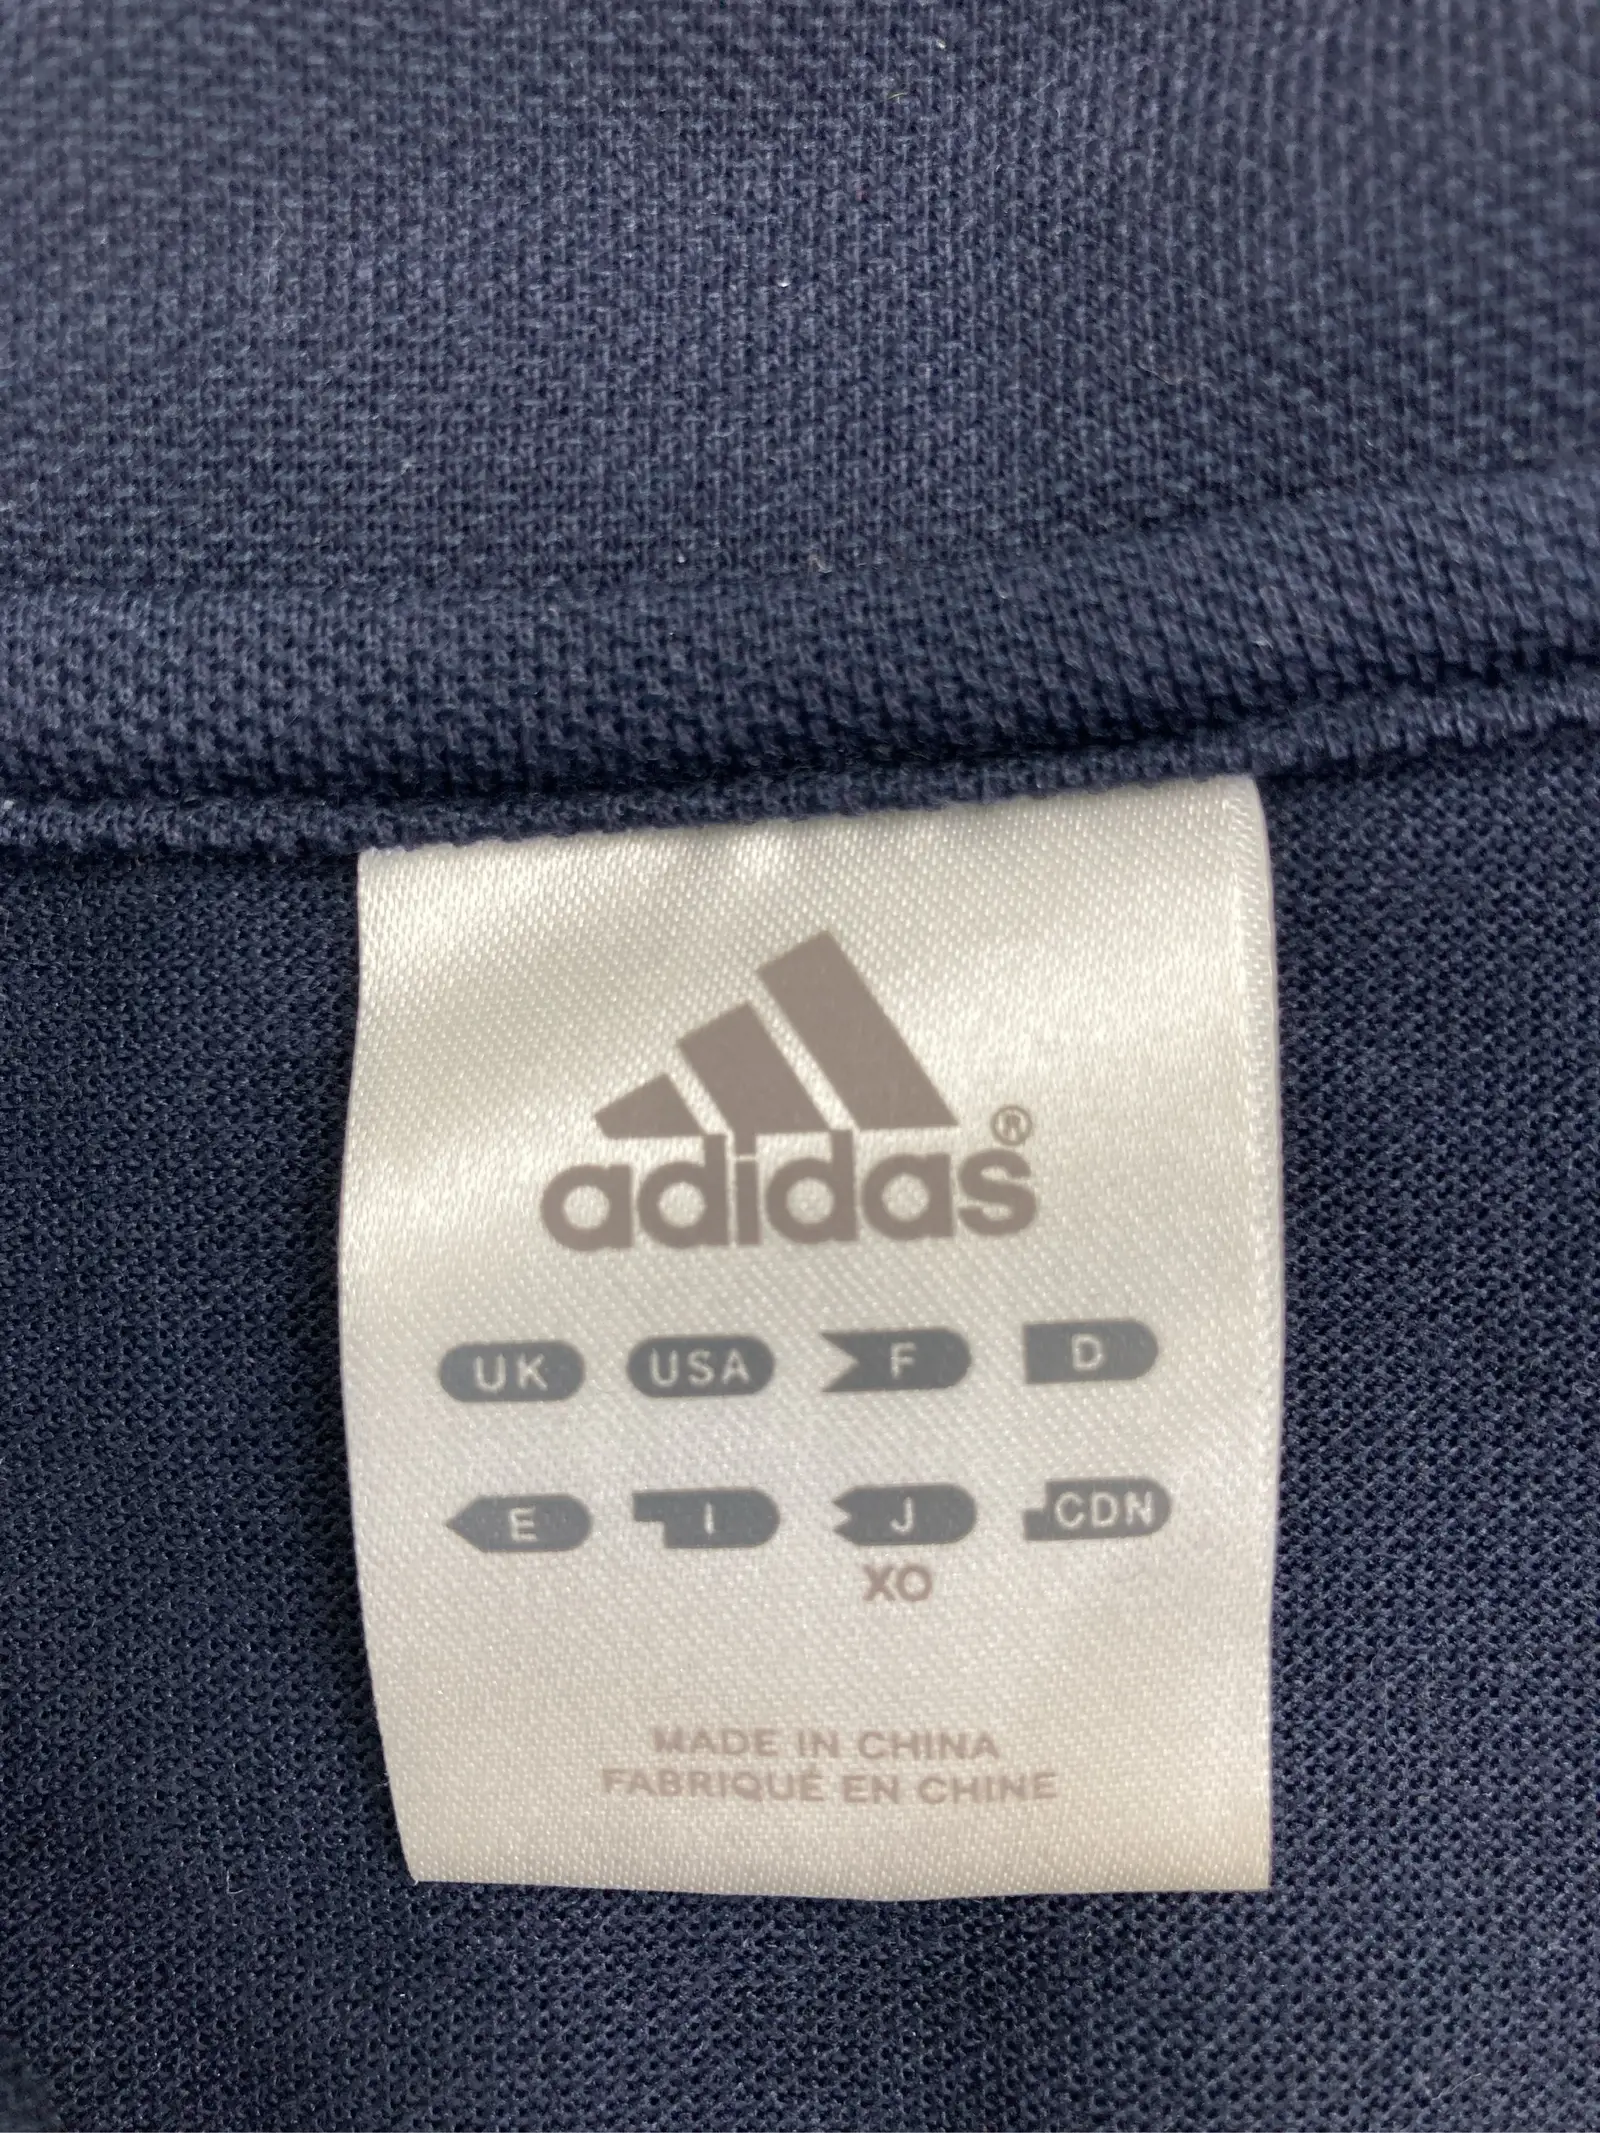 adidas®
UK USA F D
E I J CDN
XO
MADE IN CHINA
FABRIQUÉ EN CHINE